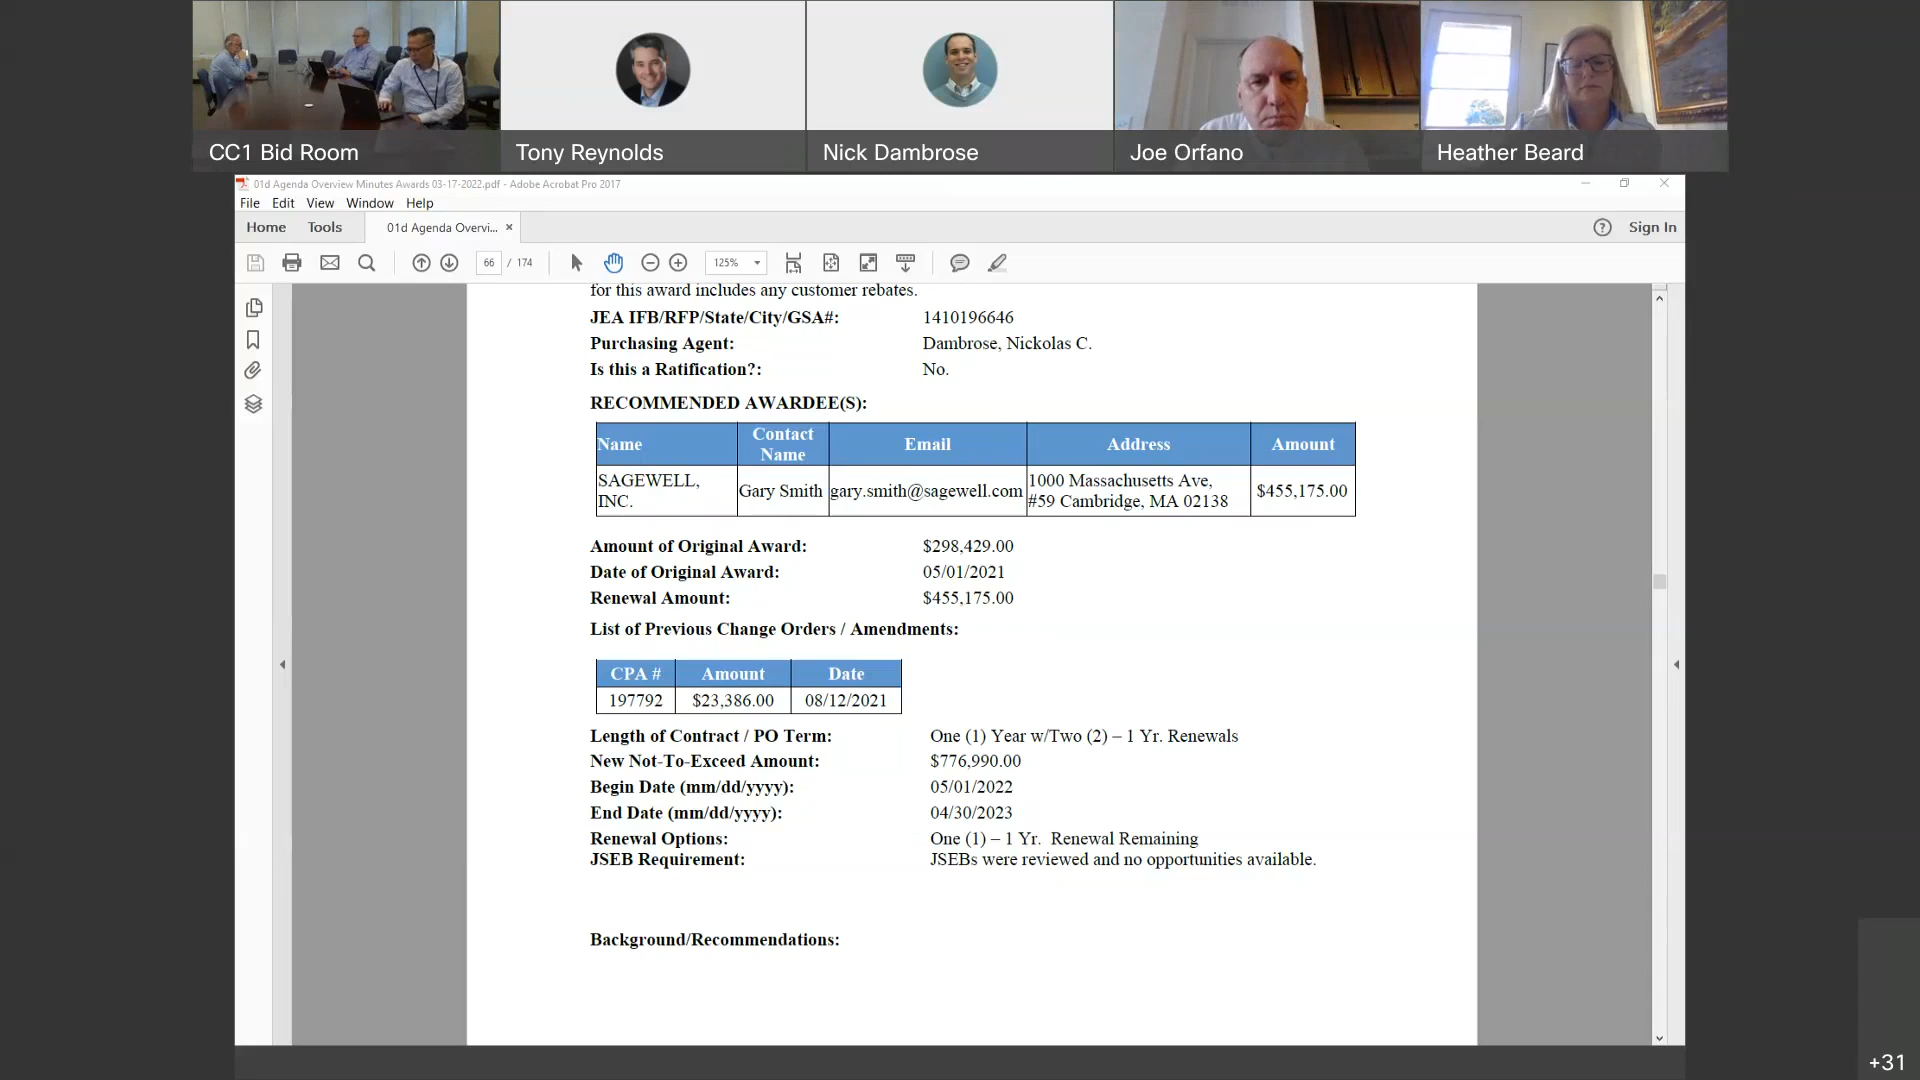 CC1 Bid Room
Tony Reynolds
Nick Dambrose
Joe Orfano
Heather Beard
01d Agenda Overview Minutes Awards 03-17-2022.pdf - Adobe Acrobat Pro 2017
File Edit View Window Help
Home Tools 01d Agenda Overvi... × Sign In
66 / 174 125%
for this award includes any customer rebates.
JEA IFB/RFP/State/City/GSA#: 1410196646
Purchasing Agent: Dambrose, Nickolas C.
Is this a Ratification?: No.
RECOMMENDED AWARDEE(S):
Name Contact Name Email Address Amount
SAGEWELL, INC. Gary Smith gary.smith@sagewell.com 1000 Massachusetts Ave, #59 Cambridge, MA 02138 $455,175.00
Amount of Original Award: $298,429.00
Date of Original Award: 05/01/2021
Renewal Amount: $455,175.00
List of Previous Change Orders / Amendments:
CPA # Amount Date
197792 $23,386.00 08/12/2021
Length of Contract / PO Term: One (1) Year w/Two (2) – 1 Yr. Renewals
New Not-To-Exceed Amount: $776,990.00
Begin Date (mm/dd/yyyy): 05/01/2022
End Date (mm/dd/yyyy): 04/30/2023
Renewal Options: One (1) – 1 Yr. Renewal Remaining
JSEB Requirement: JSEBs were reviewed and no opportunities available.
Background/Recommendations:
+31